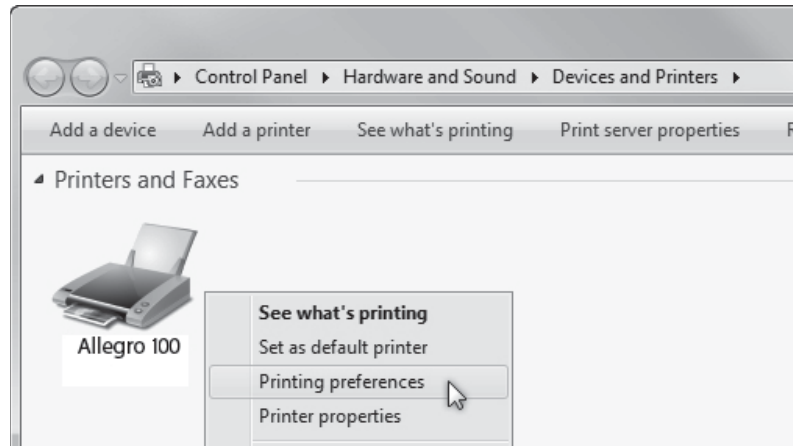 Control Panel Hardware and Sound Devices and Printers
Add a device Add a printer See what's printing Print server properties
Printers and Faxes
Allegro 100
See what's printing
Set as default printer
Printing preferences
Printer properties